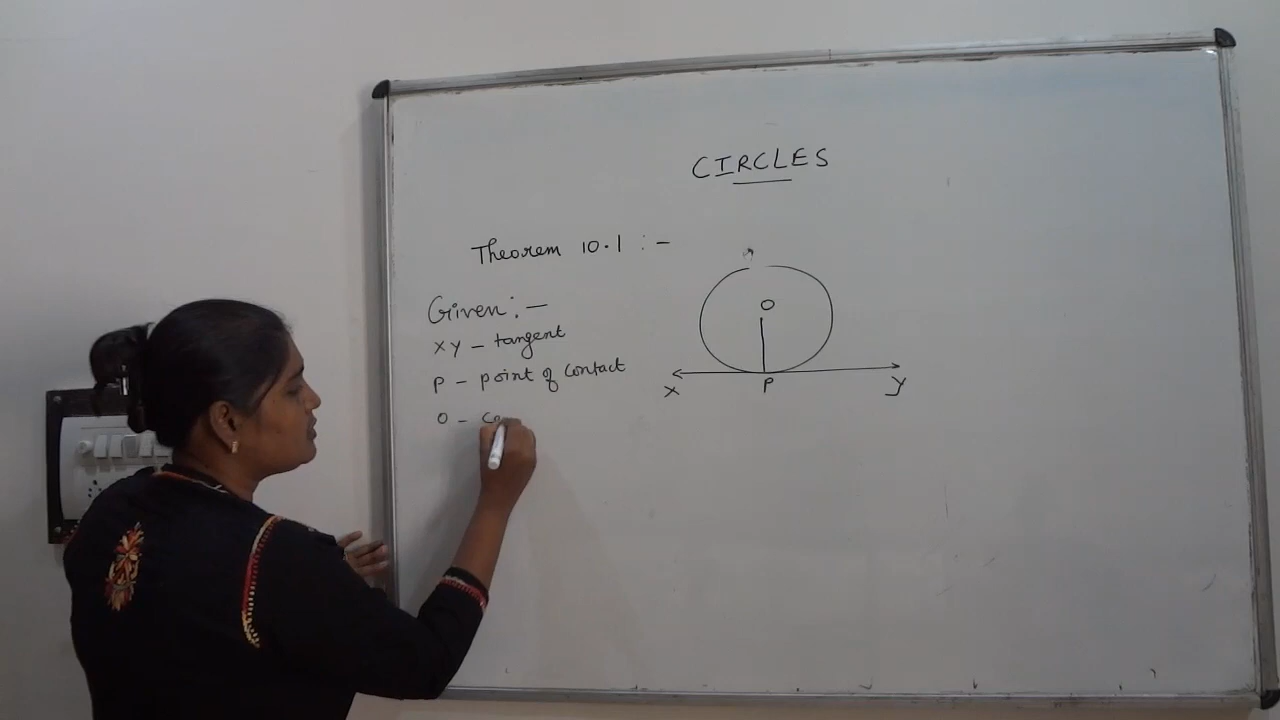 CIRCLES
Theorem 10.1 :-
Given:-
XY - tangent
P - point of contact
O -
O
X P Y